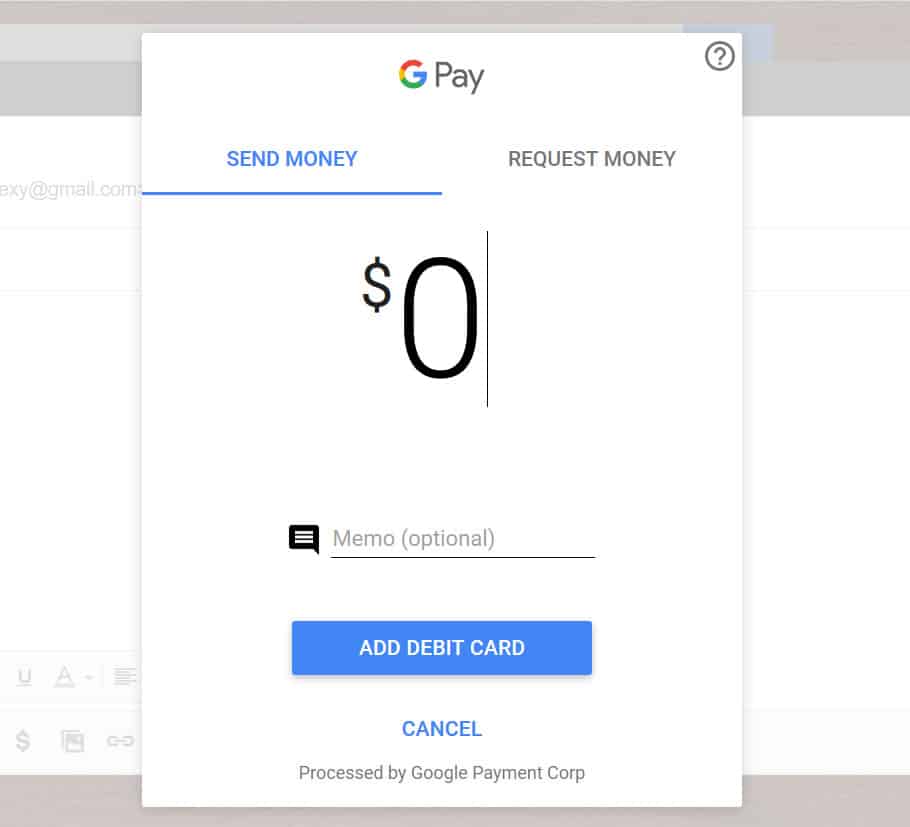 G Pay
SEND MONEY
REQUEST MONEY
exy@gmail.com>
$0
Memo (optional)
U A
$
ADD DEBIT CARD
CANCEL
Processed by Google Payment Corp